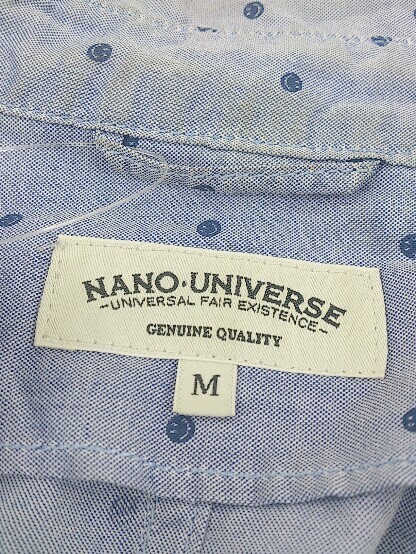 NANO·UNIVERSE
-UNIVERSAL FAIR EXISTENCE-
GENUINE QUALITY
M